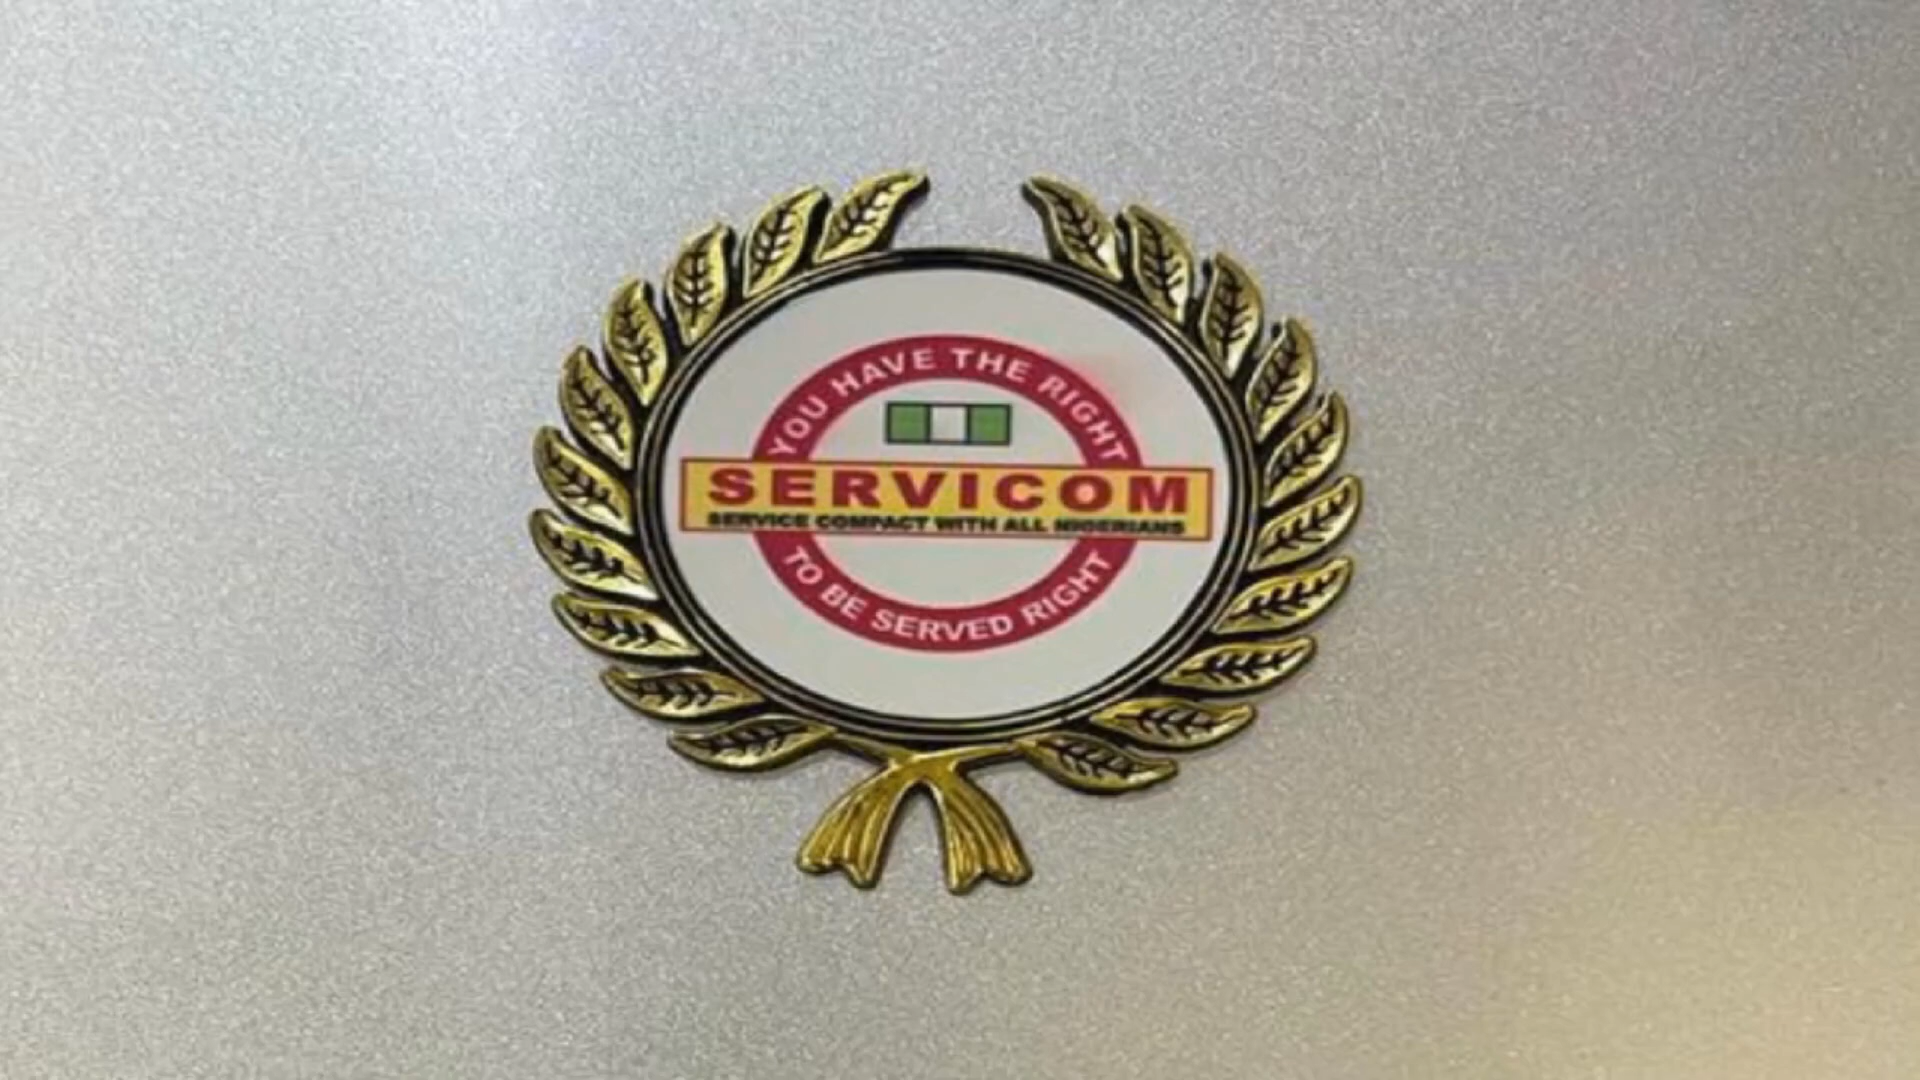 YOU HAVE THE RIGHT
SERVICOM
SERVICE COMPACT WITH ALL NIGERIANS
TO BE SERVED RIGHT